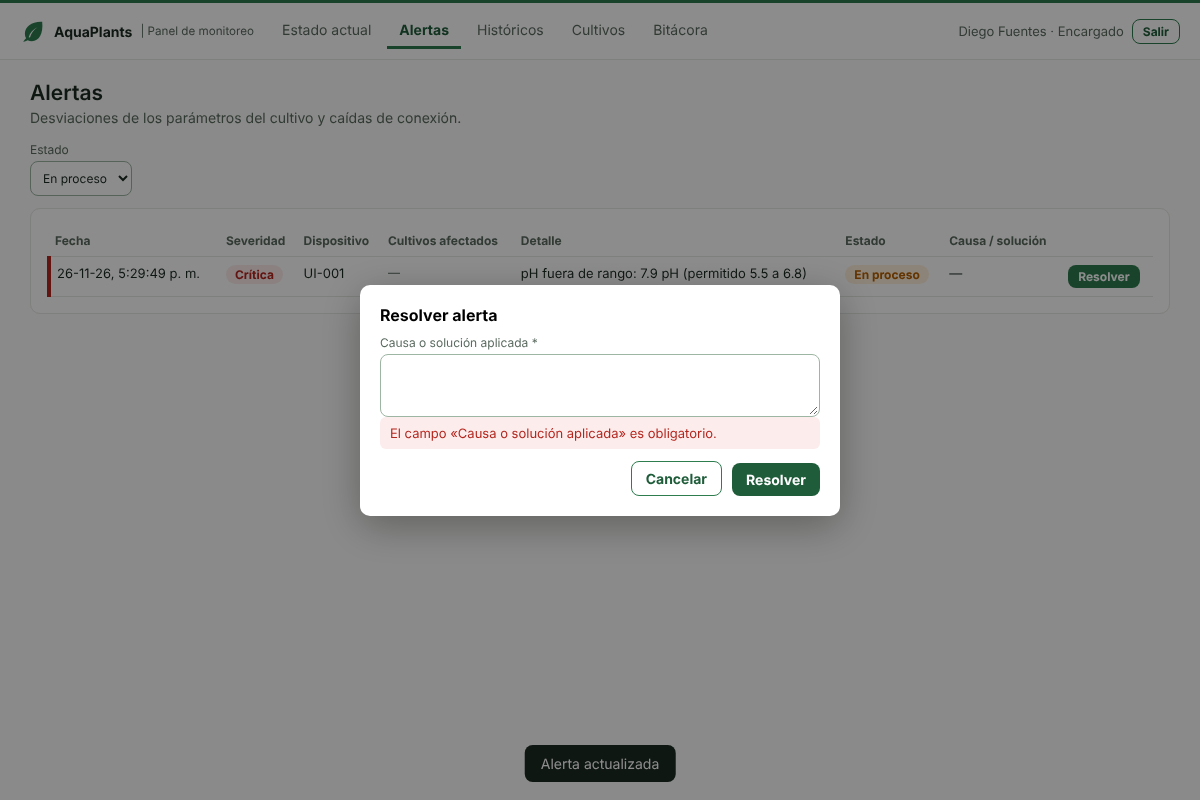 AquaPlants | Panel de monitoreo Estado actual Alertas Históricos Cultivos Bitácora Diego Fuentes · Encargado Salir
Alertas
Desviaciones de los parámetros del cultivo y caídas de conexión.
Estado
En proceso
Fecha Severidad Dispositivo Cultivos afectados Detalle Estado Causa / solución
26-11-26, 5:29:49 p. m. Crítica UI-001 — pH fuera de rango: 7.9 pH (permitido 5.5 a 6.8) En proceso — Resolver
Resolver alerta
Causa o solución aplicada *
El campo «Causa o solución aplicada» es obligatorio.
Cancelar Resolver
Alerta actualizada